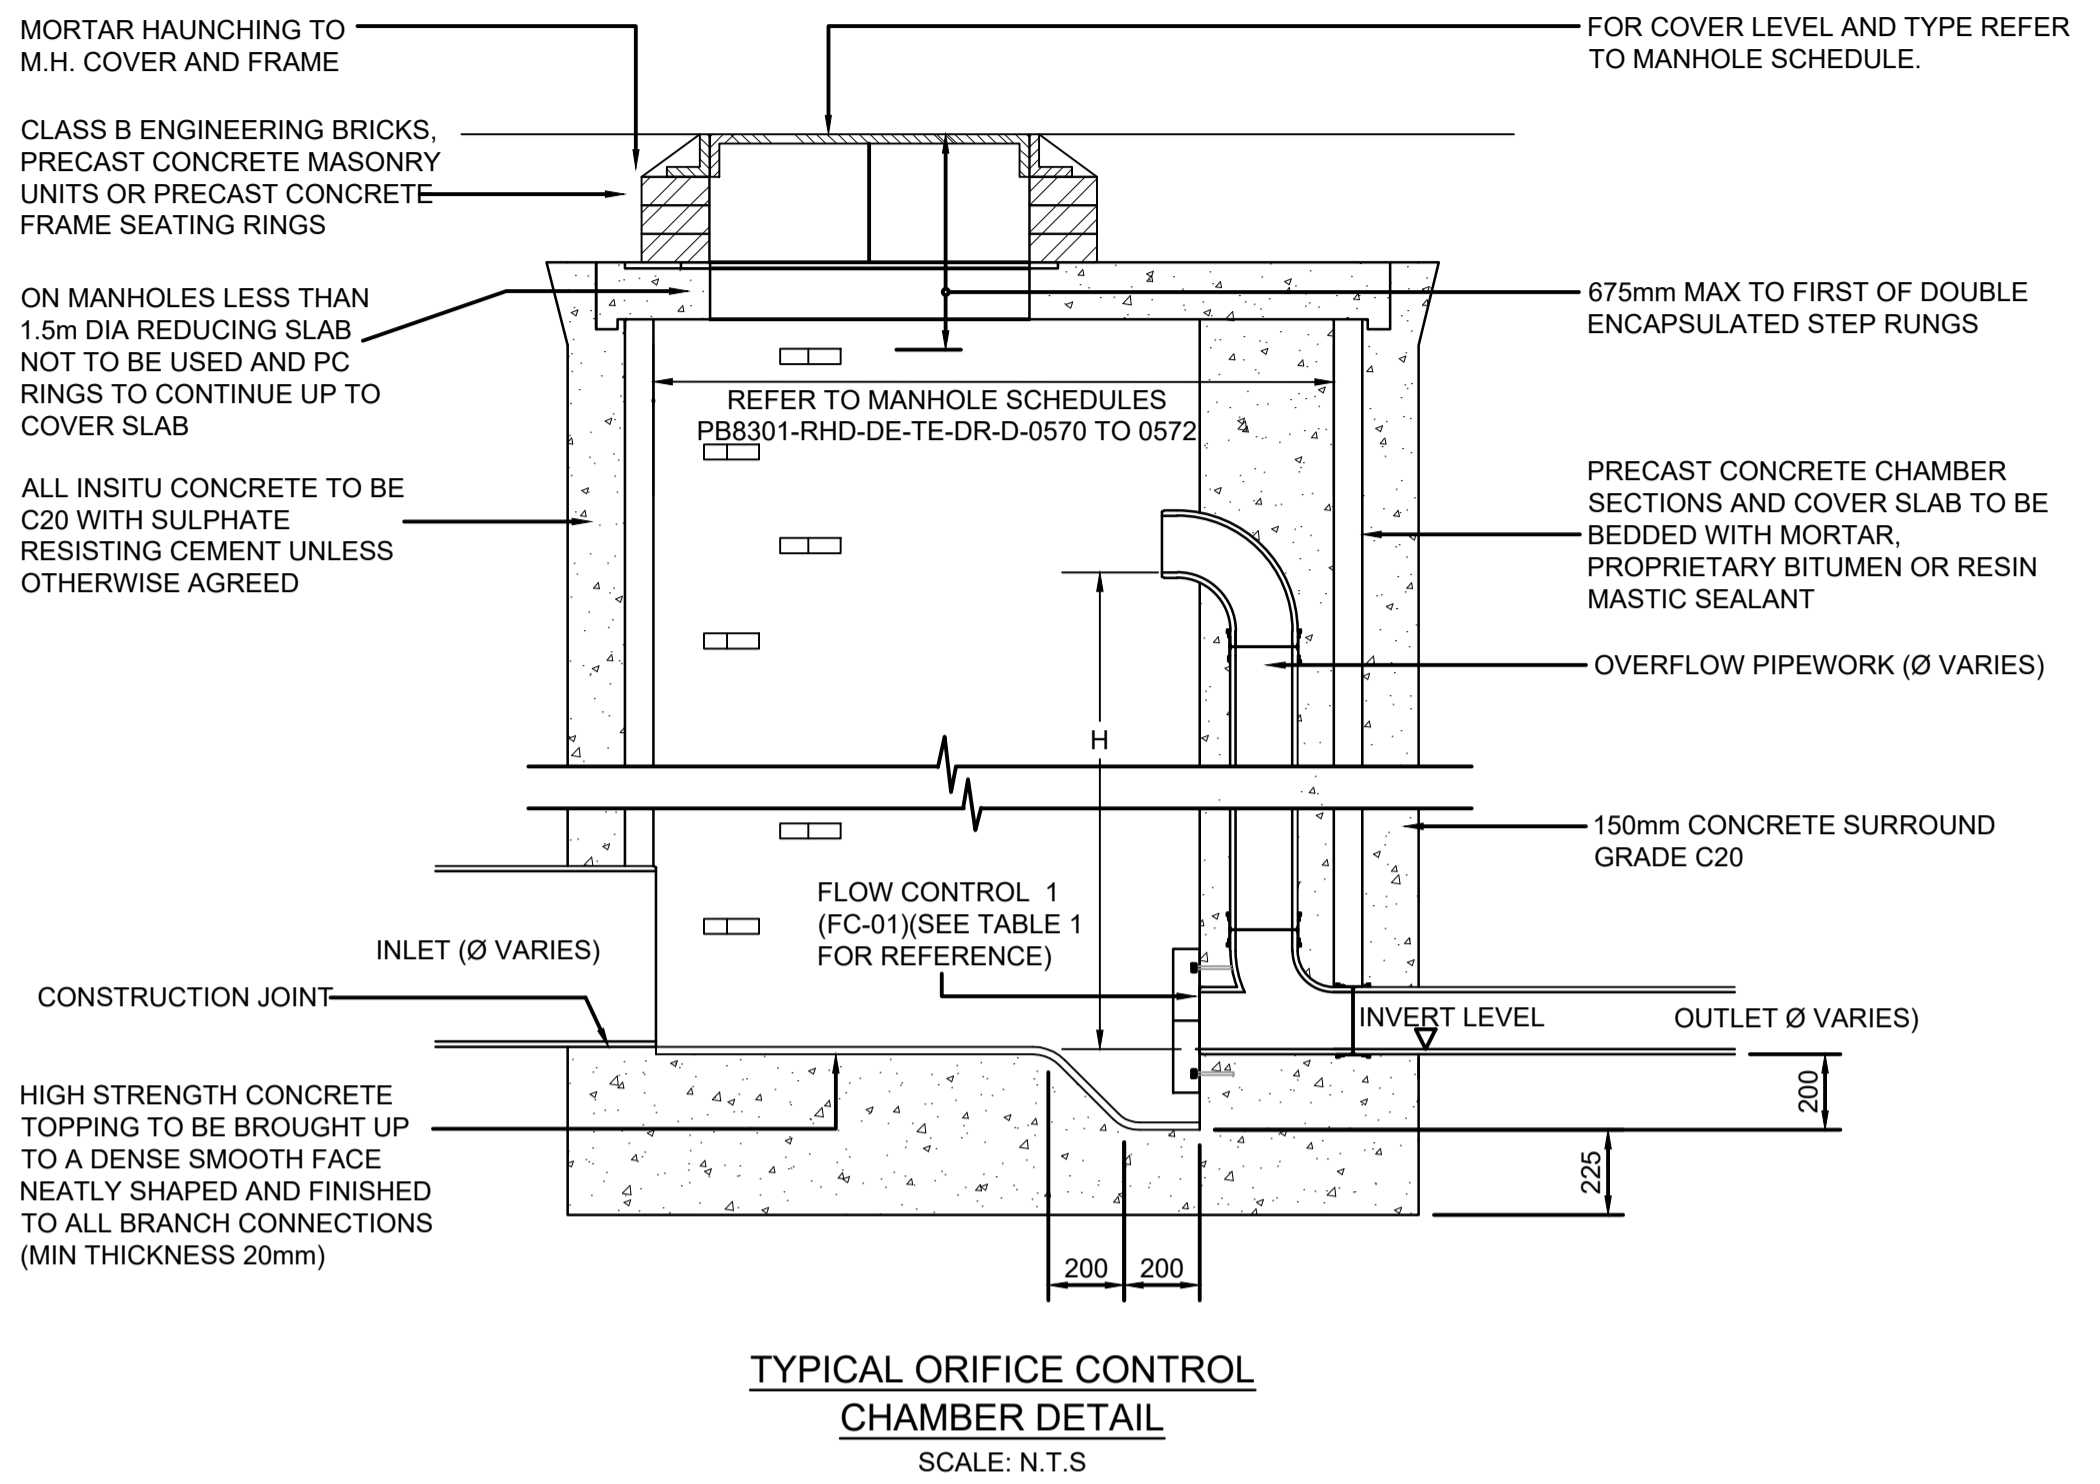 MORTAR HAUNCHING TO
M.H. COVER AND FRAME
FOR COVER LEVEL AND TYPE REFER
TO MANHOLE SCHEDULE.
CLASS B ENGINEERING BRICKS,
PRECAST CONCRETE MASONRY
UNITS OR PRECAST CONCRETE
FRAME SEATING RINGS
ON MANHOLES LESS THAN
1.5m DIA REDUCING SLAB
NOT TO BE USED AND PC
RINGS TO CONTINUE UP TO
COVER SLAB
675mm MAX TO FIRST OF DOUBLE
ENCAPSULATED STEP RUNGS
REFER TO MANHOLE SCHEDULES
PB8301-RHD-DE-TE-DR-D-0570 TO 0572
ALL INSITU CONCRETE TO BE
C20 WITH SULPHATE
RESISTING CEMENT UNLESS
OTHERWISE AGREED
PRECAST CONCRETE CHAMBER
SECTIONS AND COVER SLAB TO BE
BEDDED WITH MORTAR,
PROPRIETARY BITUMEN OR RESIN
MASTIC SEALANT
OVERFLOW PIPEWORK (Ø VARIES)
H
150mm CONCRETE SURROUND
GRADE C20
FLOW CONTROL 1
(FC-01)(SEE TABLE 1
FOR REFERENCE)
INLET (Ø VARIES)
CONSTRUCTION JOINT
INVERT LEVEL
OUTLET Ø VARIES)
HIGH STRENGTH CONCRETE
TOPPING TO BE BROUGHT UP
TO A DENSE SMOOTH FACE
NEATLY SHAPED AND FINISHED
TO ALL BRANCH CONNECTIONS
(MIN THICKNESS 20mm)
200
225
200
200
TYPICAL ORIFICE CONTROL
CHAMBER DETAIL
SCALE: N.T.S